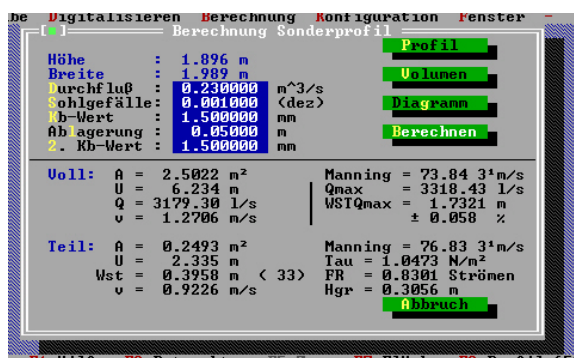 be Digitalisieren Berechnung Konfiguration Fenster
[■] Berechnung Sonderprofil
Profil
Höhe : 1.896 m
Breite : 1.989 m
Volumen
Durchfluß : 0.230000 m^3/s
Sohlgefälle: 0.001000 (dez)
Diagramm
Kb-Wert : 1.500000 mm
Ablagerung : 0.05000 m
Berechnen
2. Kb-Wert : 1.500000 mm
Voll: A = 2.5022 m² Manning = 73.84 3¹m/s
U = 6.234 m Qmax = 3318.43 l/s
Q = 3179.30 l/s WSTQmax = 1.7321 m
v = 1.2706 m/s ± 0.058 %
Teil: A = 0.2493 m² Manning = 76.83 3¹m/s
U = 2.335 m Tau = 1.0473 N/m²
Wst = 0.3958 m ( 33) FR = 0.8301 Strömen
v = 0.9226 m/s Hgr = 0.3056 m
Abbruch